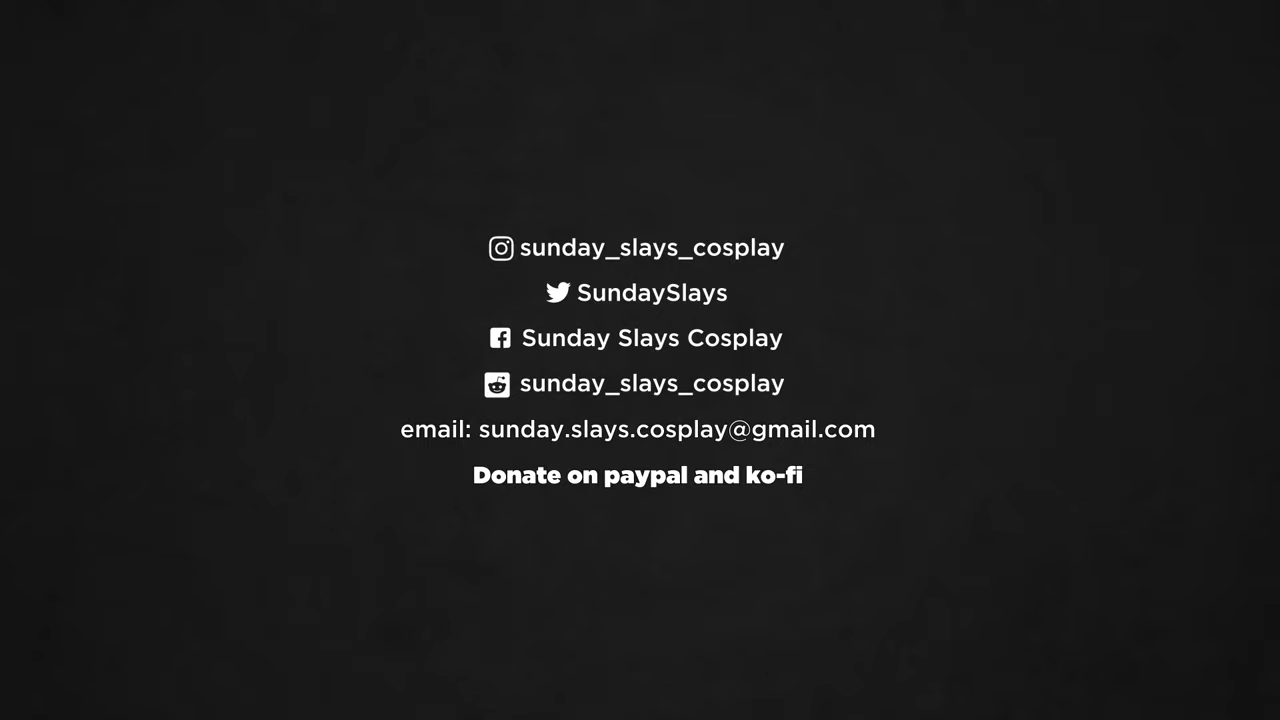 sunday_slays_cosplay
SundaySlays
Sunday Slays Cosplay
sunday_slays_cosplay
email: sunday.slays.cosplay@gmail.com
Donate on paypal and ko-fi